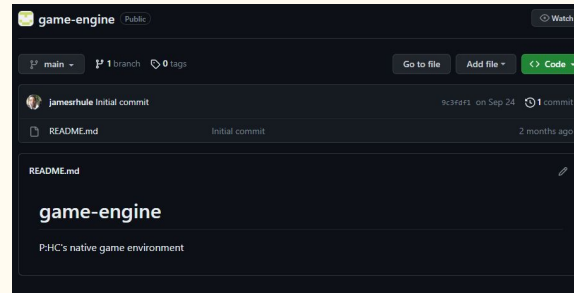 game-engine Public
Watch
main 1 branch 0 tags Go to file Add file Code
jamesrhule Initial commit 9c3fdf1 on Sep 24 1 commit
README.md Initial commit 2 months ago
README.md
game-engine
P:HC's native game environment